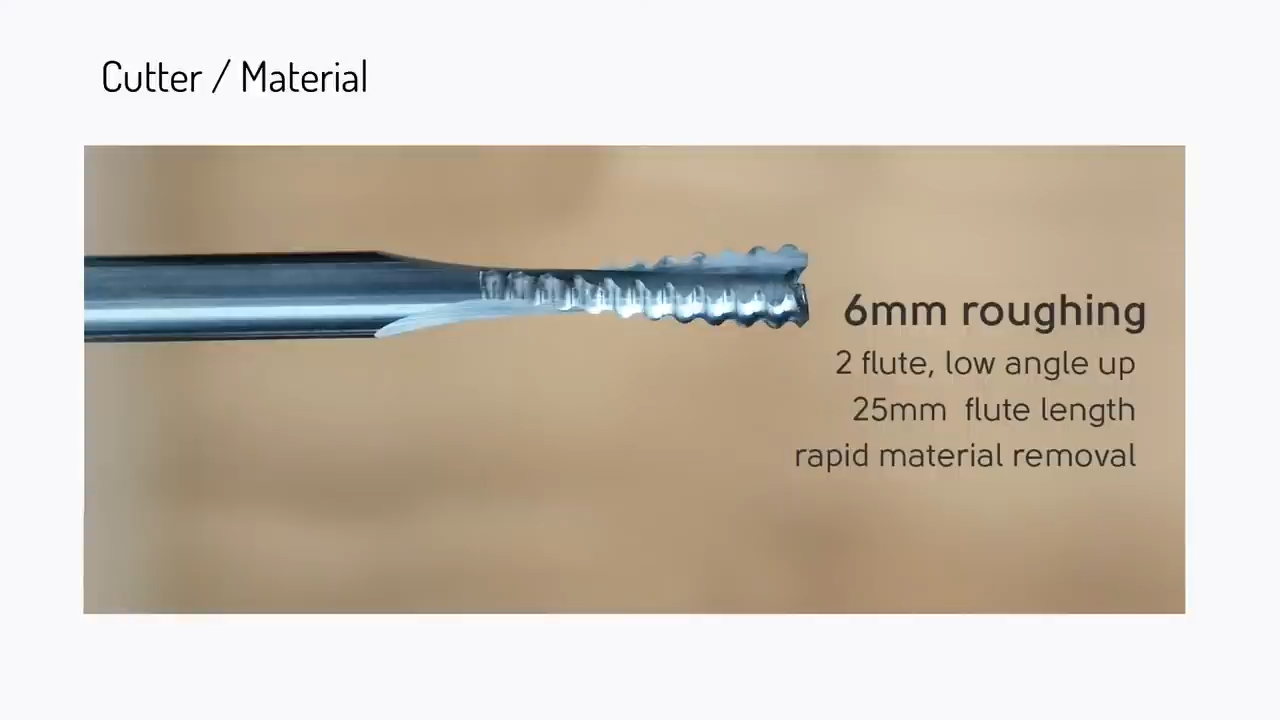 Cutter / Material
6mm roughing
2 flute, low angle up
25mm flute length
rapid material removal